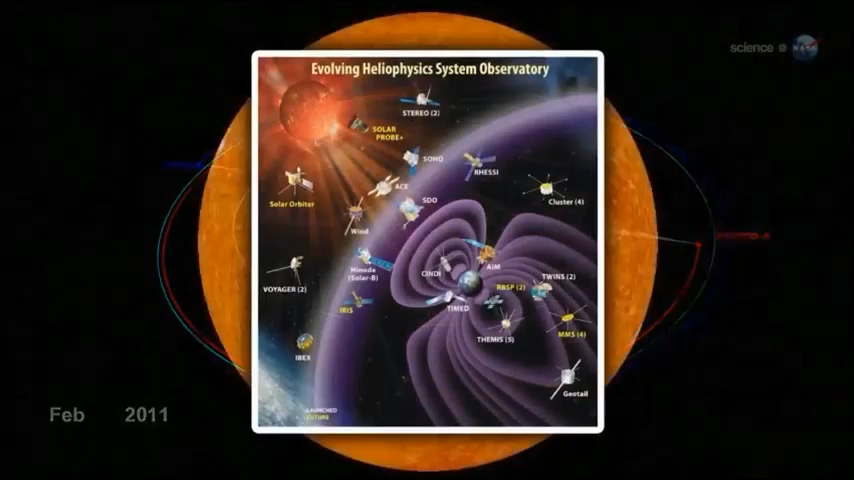 science @ NASA
Evolving Heliophysics System Observatory
STEREO (2)
SOLAR
PROBE+
SOHO
RHESSI
ACE
Solar Orbiter
SDO
Cluster (4)
Wind
Hinode
(Solar-B)
CINDI
AIM
TWINS (2)
VOYAGER (2)
RBSP (2)
IRIS
TIMED
MMS (4)
THEMIS (5)
IBEX
Geotail
LAUNCHED
FUTURE
Feb 2011